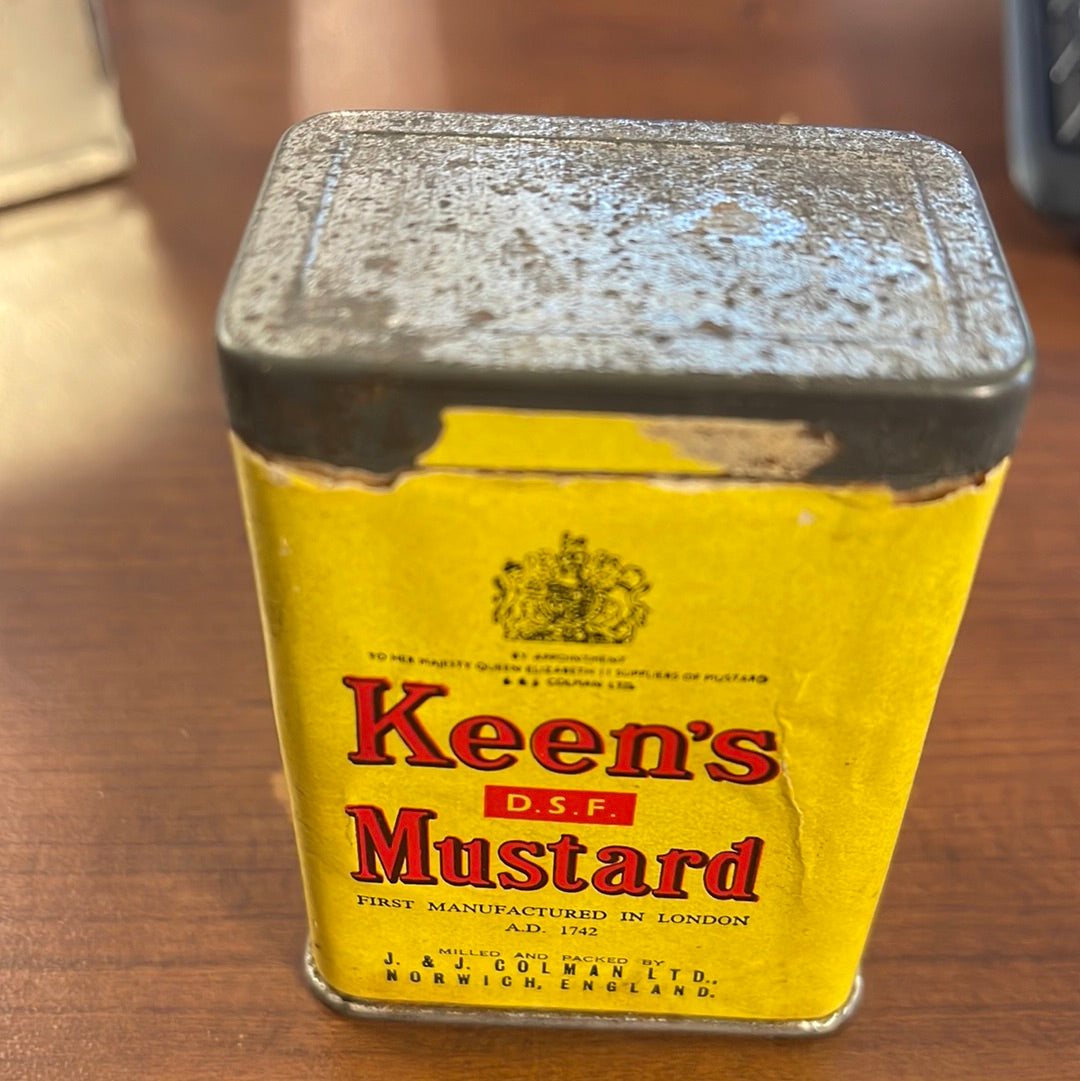 BY APPOINTMENT
TO HER MAJESTY QUEEN ELIZABETH II SUPPLIERS OF MUSTARD
J. & J. COLMAN LTD.
Keen's
D.S.F.
Mustard
FIRST MANUFACTURED IN LONDON
A.D. 1742
MILLED AND PACKED BY
J. & J. COLMAN LTD.,
NORWICH, ENGLAND.